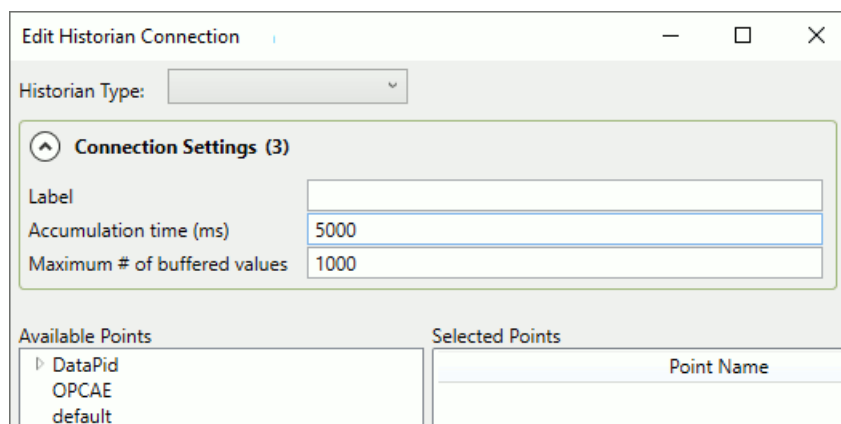 Edit Historian Connection
Historian Type:
Connection Settings (3)
Label
Accumulation time (ms) 5000
Maximum # of buffered values 1000
Available Points Selected Points
DataPid Point Name
OPCAE
default